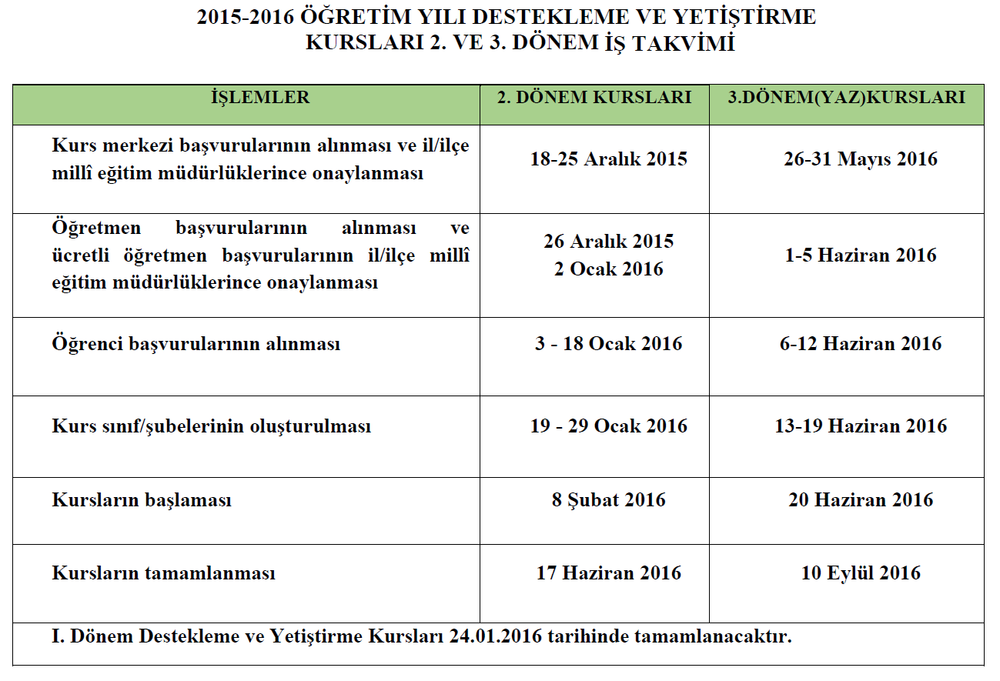 2015-2016 ÖĞRETİM YILI DESTEKLEME VE YETİŞTİRME
KURSLARI 2. VE 3. DÖNEM İŞ TAKVİMİ
İŞLEMLER
2. DÖNEM KURSLARI
3.DÖNEM(YAZ)KURSLARI
Kurs merkezi başvurularının alınması ve il/ilçe
millî eğitim müdürlüklerince onaylanması
18-25 Aralık 2015
26-31 Mayıs 2016
Öğretmen başvurularının alınması ve
ücretli öğretmen başvurularının il/ilçe millî
eğitim müdürlüklerince onaylanması
26 Aralık 2015
2 Ocak 2016
1-5 Haziran 2016
Öğrenci başvurularının alınması
3 - 18 Ocak 2016
6-12 Haziran 2016
Kurs sınıf/şubelerinin oluşturulması
19 - 29 Ocak 2016
13-19 Haziran 2016
Kursların başlaması
8 Şubat 2016
20 Haziran 2016
Kursların tamamlanması
17 Haziran 2016
10 Eylül 2016
I. Dönem Destekleme ve Yetiştirme Kursları 24.01.2016 tarihinde tamamlanacaktır.